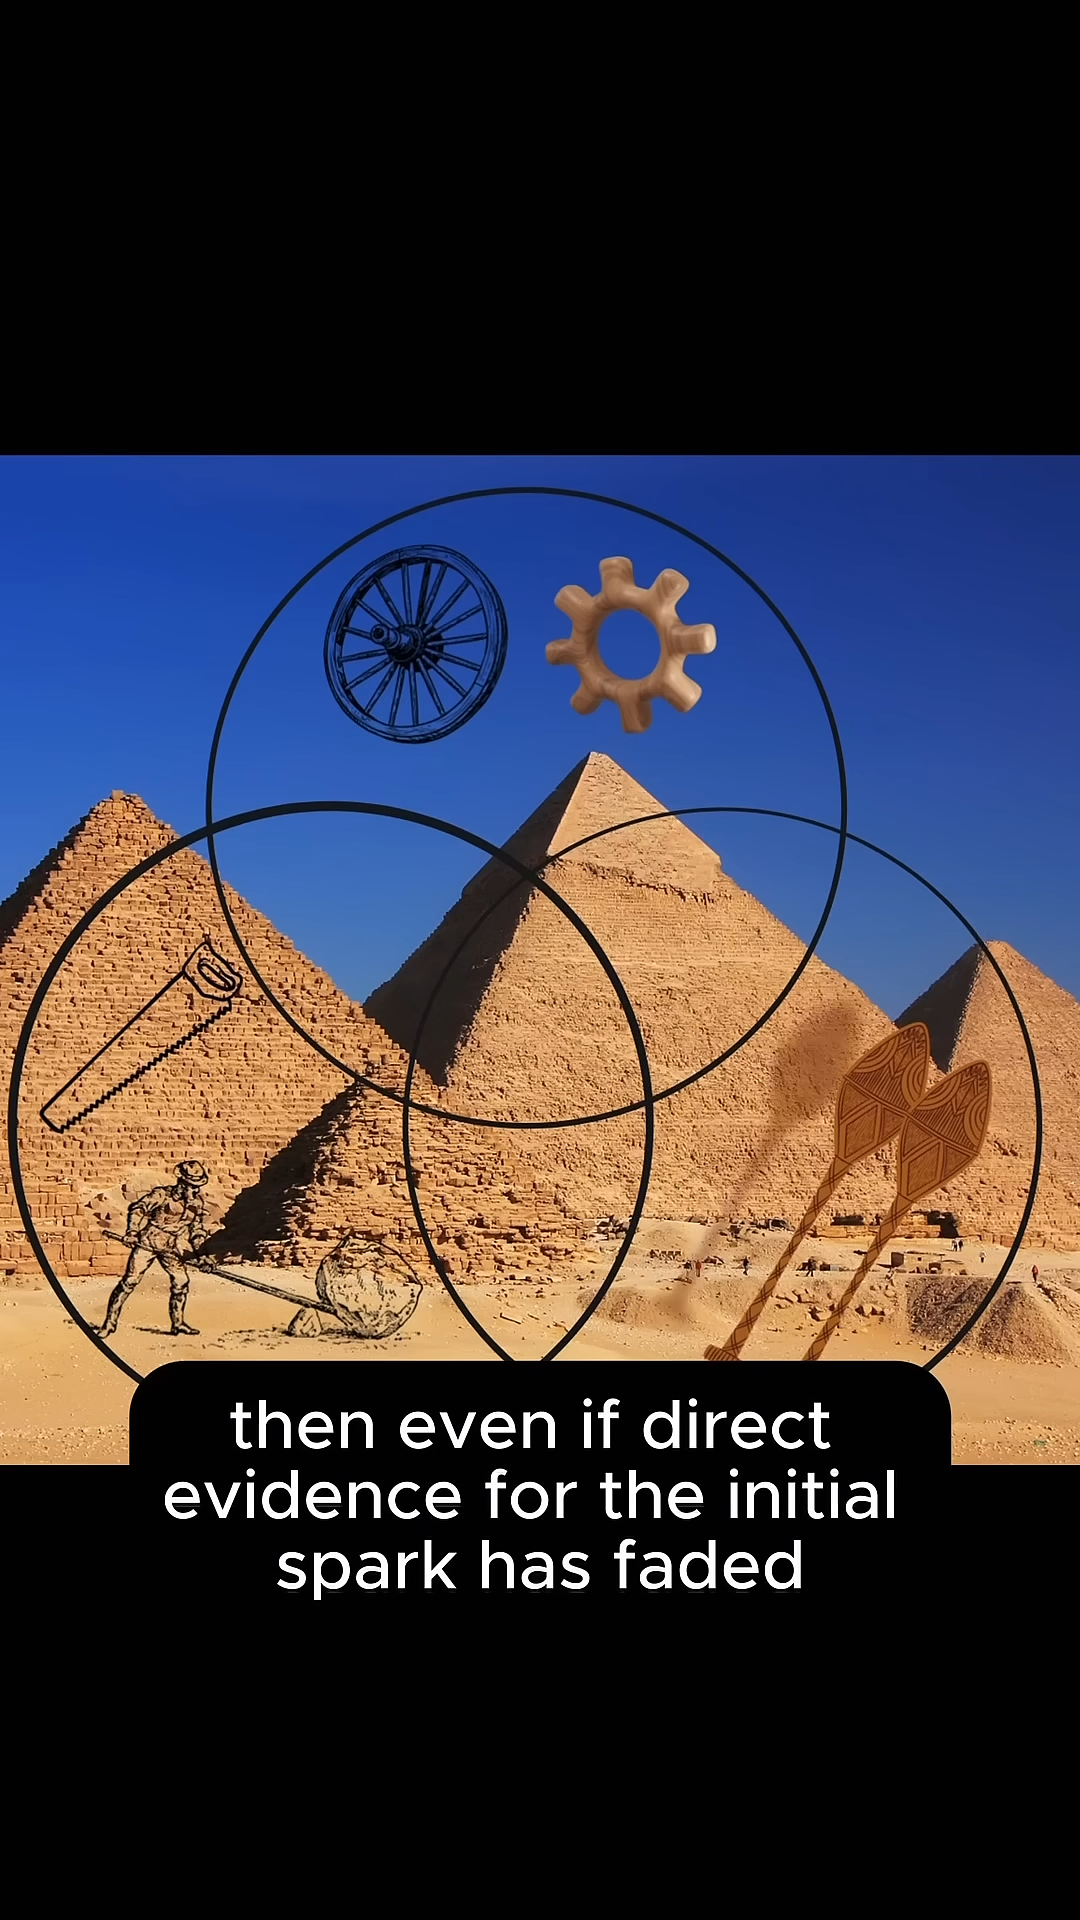 then even if direct
evidence for the initial
spark has faded